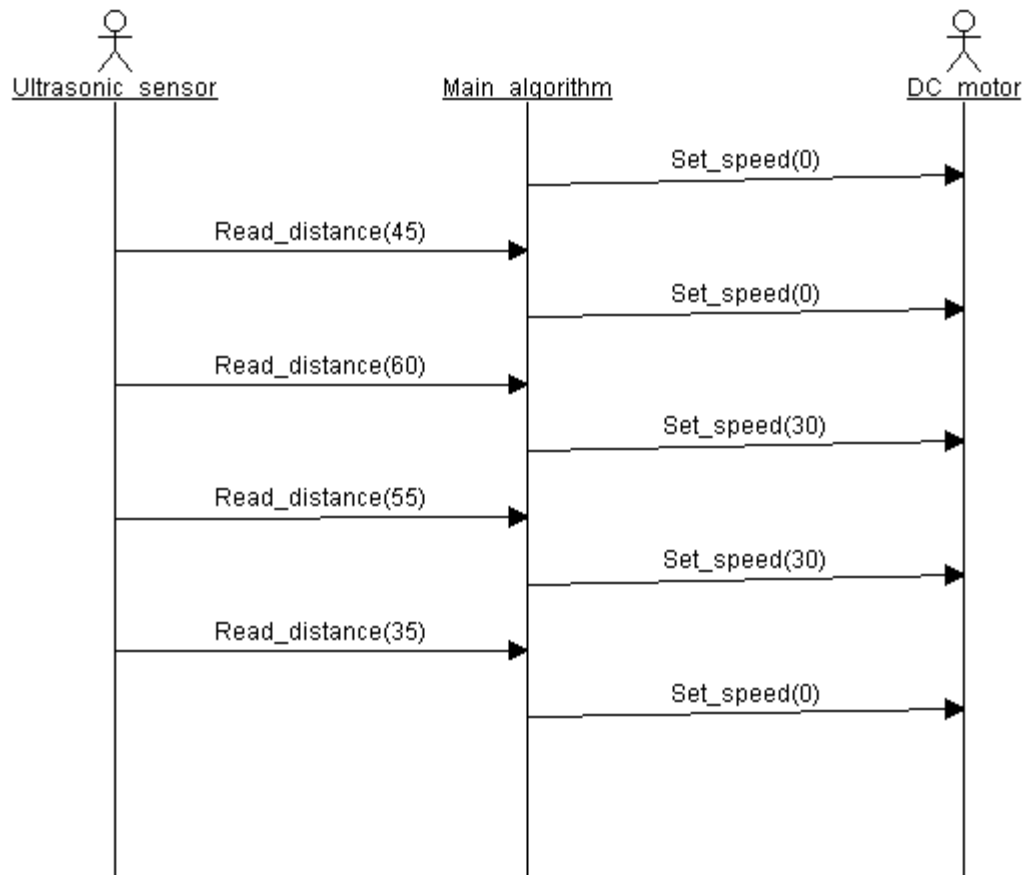 Ultrasonic_sensor
Main_algorithm
DC_motor
Set_speed(0)
Read_distance(45)
Set_speed(0)
Read_distance(60)
Set_speed(30)
Read_distance(55)
Set_speed(30)
Read_distance(35)
Set_speed(0)